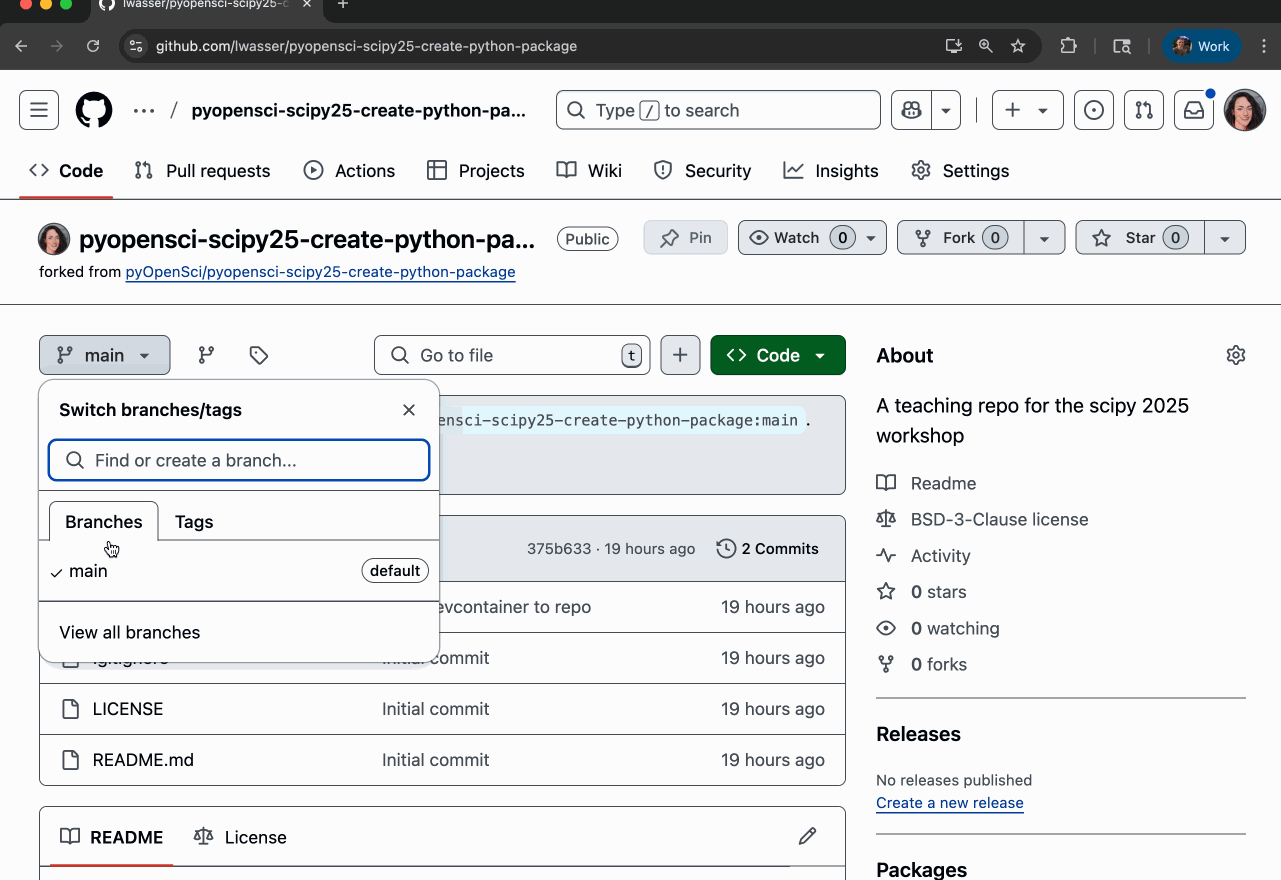 lwasser/pyopensci-scipy25-c
github.com/lwasser/pyopensci-scipy25-create-python-package
Work
... / pyopensci-scipy25-create-python-pa...
Type / to search
Code
Pull requests
Actions
Projects
Wiki
Security
Insights
Settings
pyopensci-scipy25-create-python-pa...
Public
Pin
Watch 0
Fork 0
Star 0
forked from pyOpenSci/pyopensci-scipy25-create-python-package
main
Go to file
t
Code
Switch branches/tags
Find or create a branch...
Branches
Tags
main
default
View all branches
ensci-scipy25-create-python-package:main .
375b633 · 19 hours ago
2 Commits
evcontainer to repo
19 hours ago
.gitignore
Initial commit
19 hours ago
LICENSE
Initial commit
19 hours ago
README.md
Initial commit
19 hours ago
README
License
About
A teaching repo for the scipy 2025
workshop
Readme
BSD-3-Clause license
Activity
0 stars
0 watching
0 forks
Releases
No releases published
Create a new release
Packages